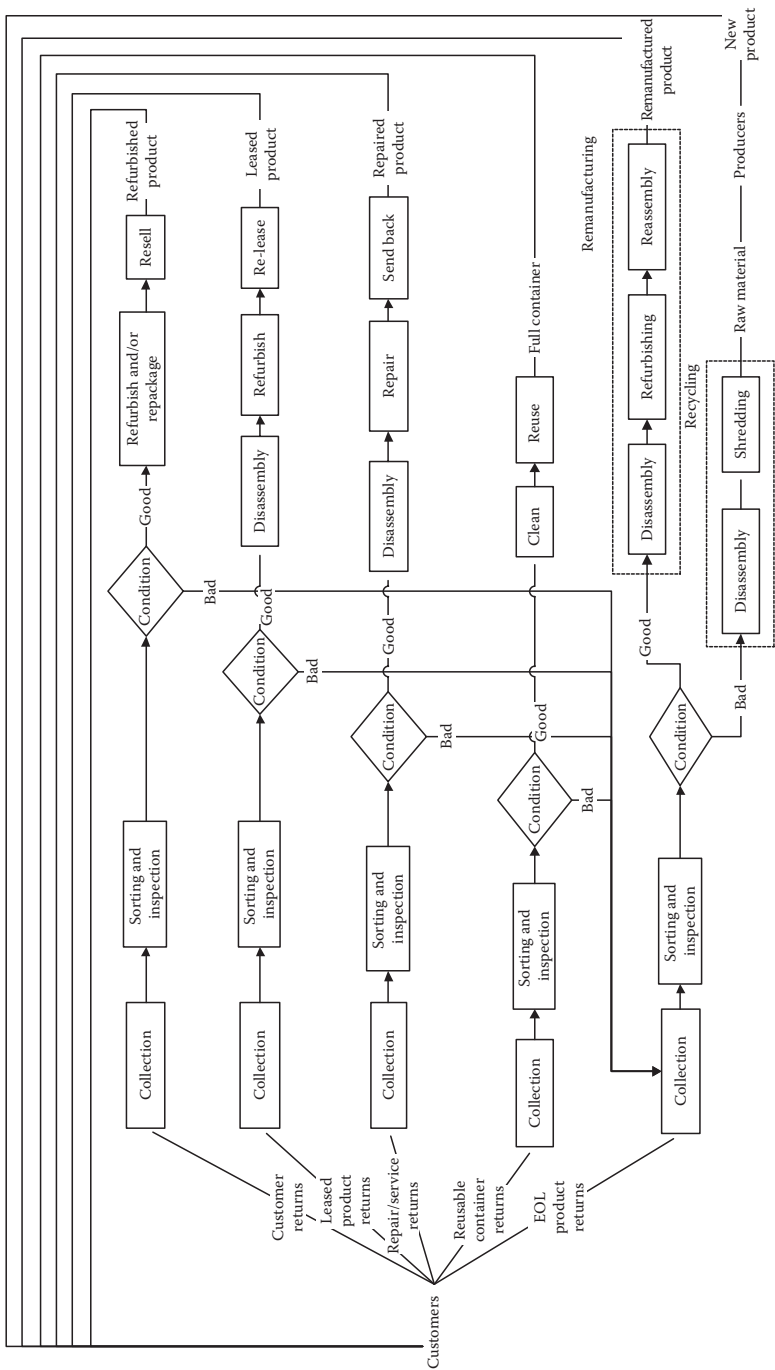 Customers
Customer
returns
Collection
Sorting and
inspection
Condition
Good
Bad
Refurbish and/or
repackage
Resell
Refurbished
product
Leased
product
returns
Collection
Sorting and
inspection
Condition
Good
Bad
Disassembly
Refurbish
Re-lease
Leased
product
Repair/service
returns
Collection
Sorting and
inspection
Condition
Good
Bad
Disassembly
Repair
Send back
Repaired
product
Reusable
container
returns
Collection
Sorting and
inspection
Condition
Good
Bad
Clean
Reuse
Full container
EOL
product
returns
Collection
Sorting and
inspection
Condition
Good
Bad
Remanufacturing
Disassembly
Refurbishing
Reassembly
Remanufactured
product
Recycling
Disassembly
Shredding
Raw material
Producers
New
product